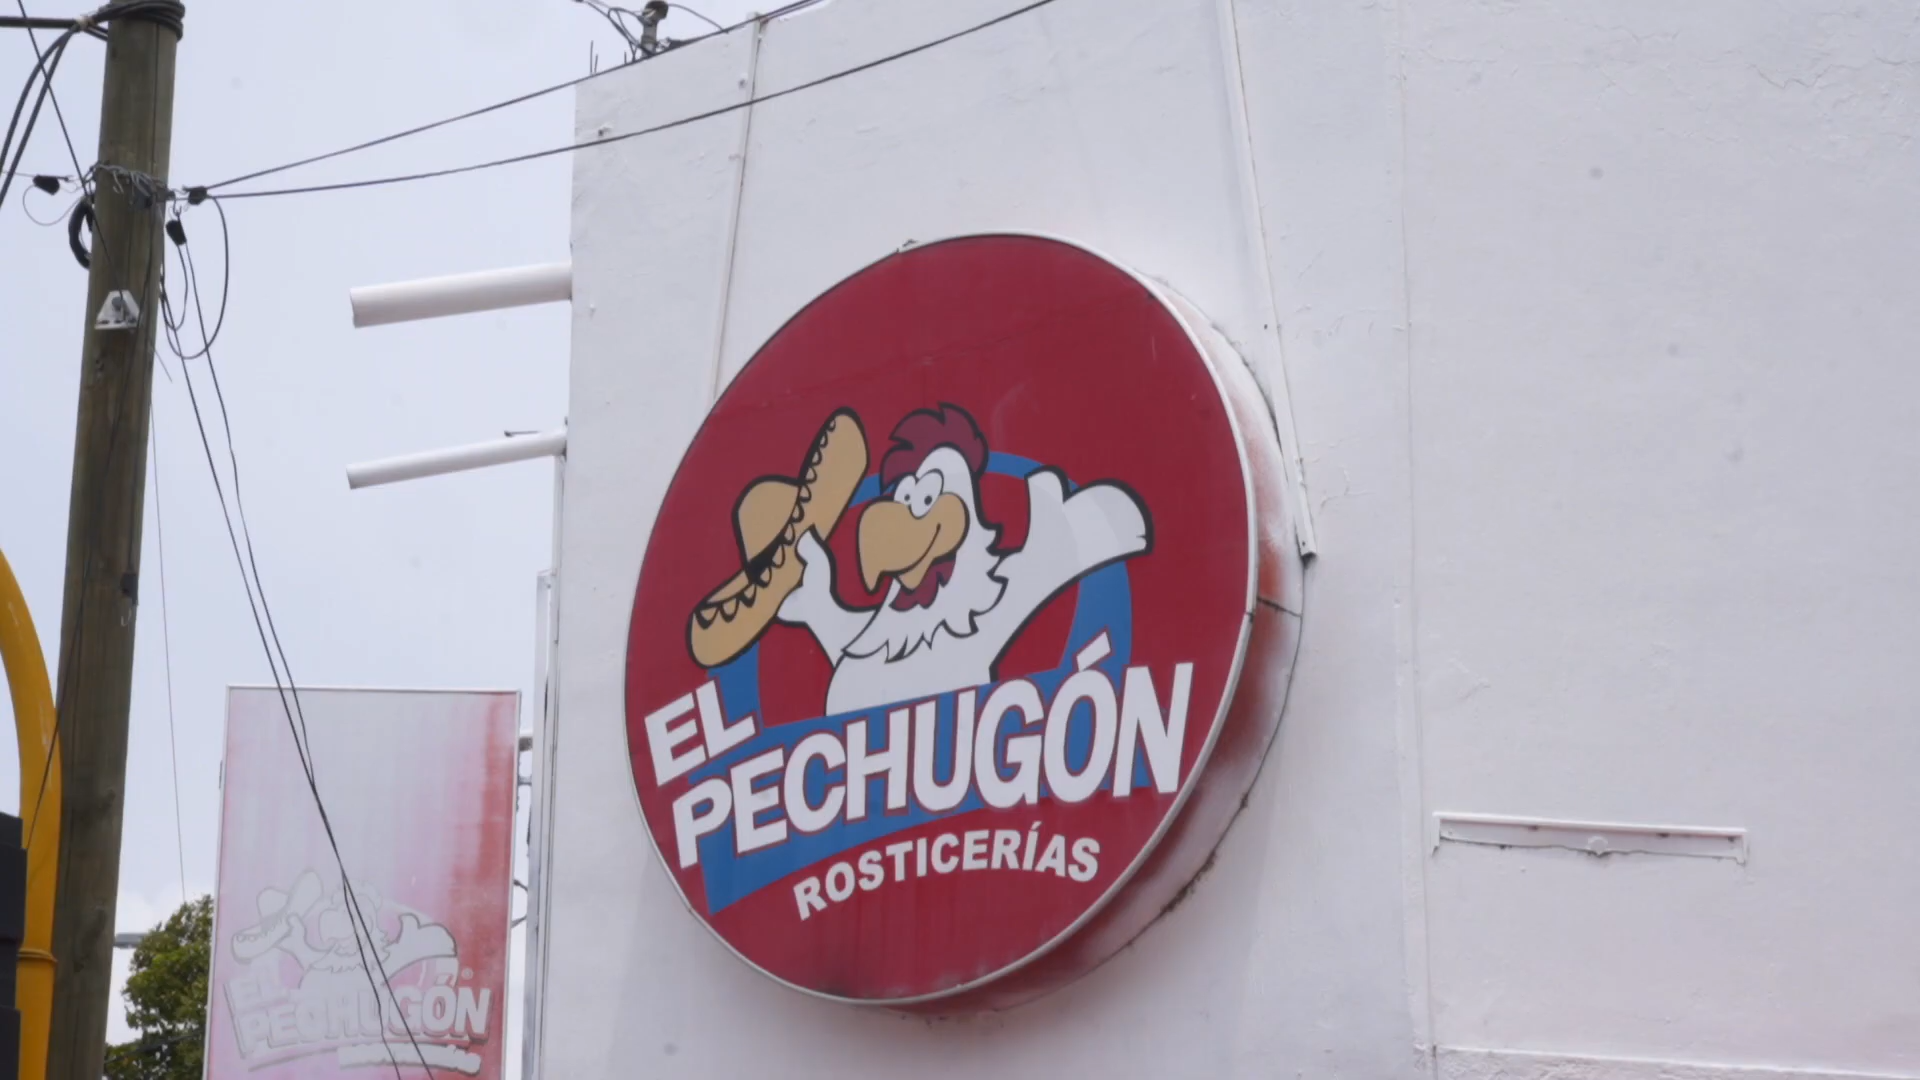 EL
PECHUGÓN
ROSTICERÍAS
EL
PECHUGÓN
®